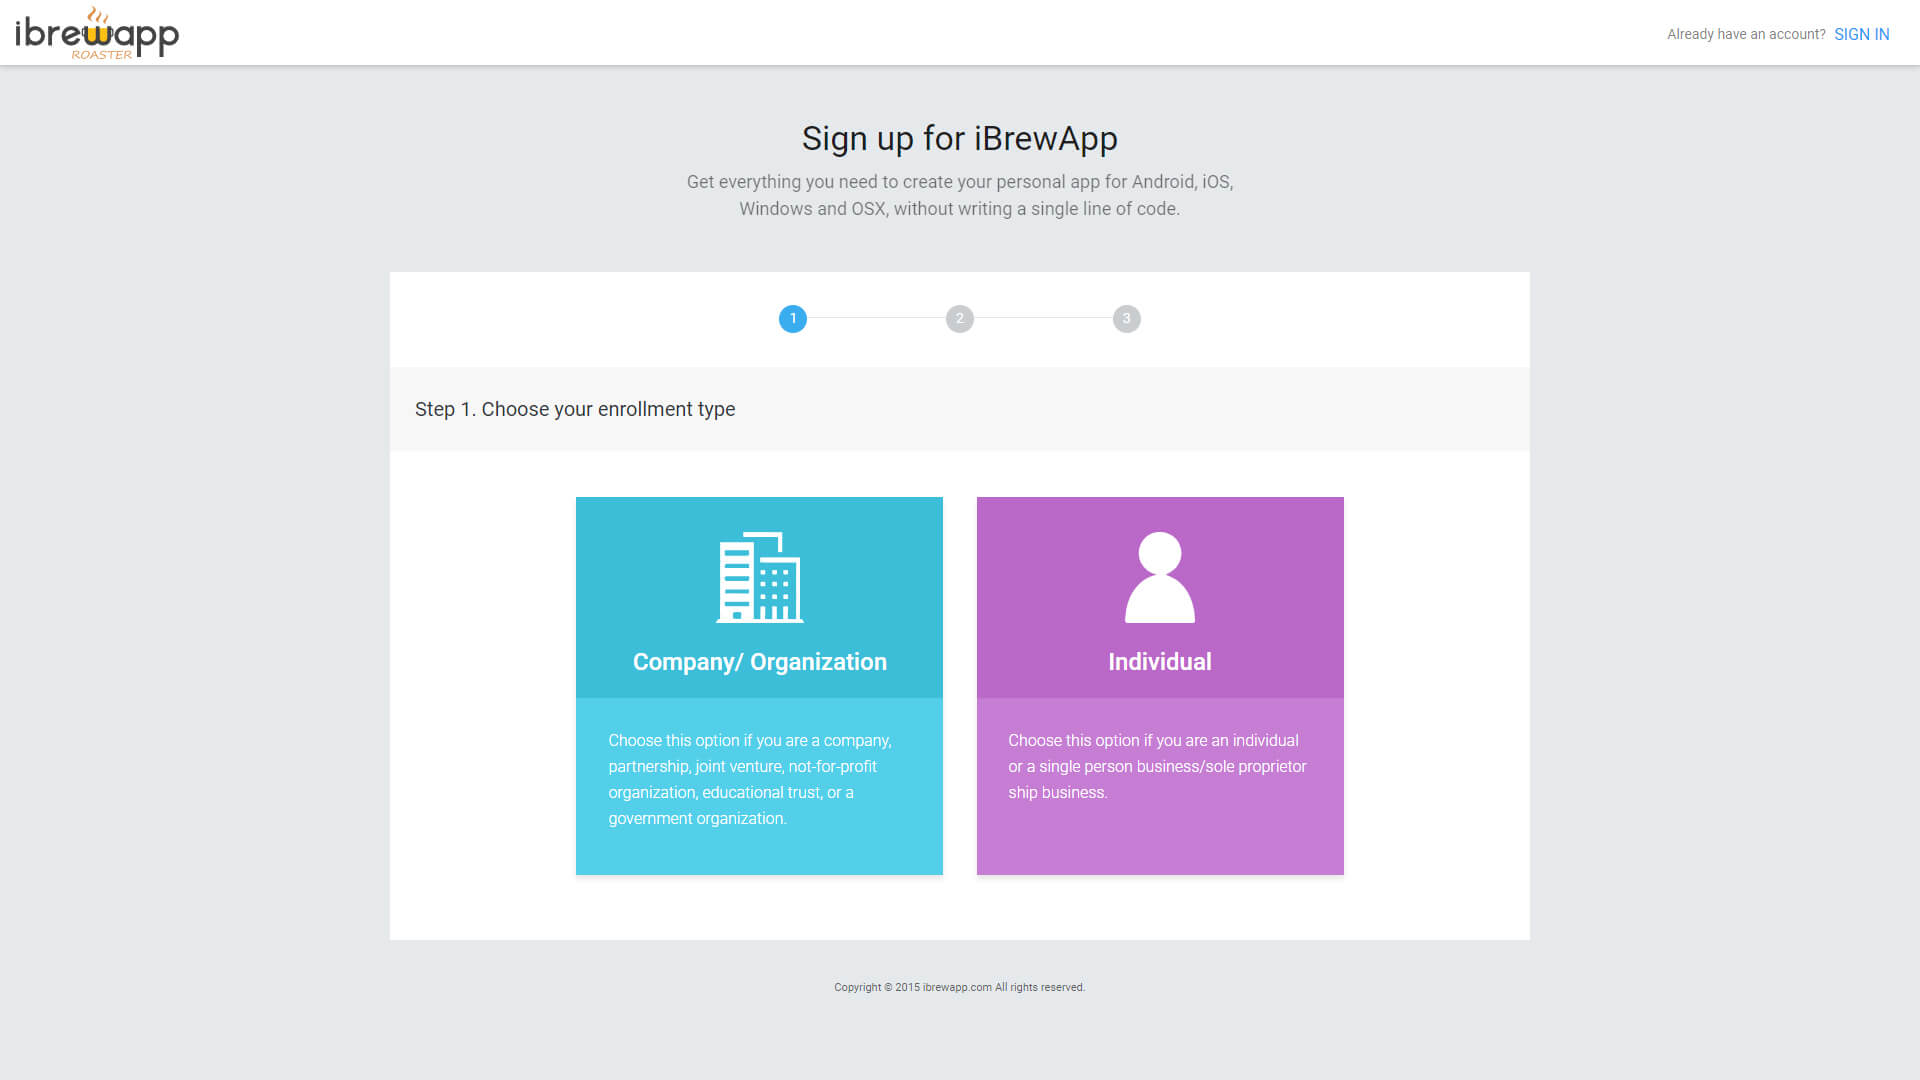 ibrewapp
ROASTER
Already have an account? SIGN IN
Sign up for iBrewApp
Get everything you need to create your personal app for Android, iOS,
Windows and OSX, without writing a single line of code.
1 2 3
Step 1. Choose your enrollment type
Company/ Organization
Choose this option if you are a company,
partnership, joint venture, not-for-profit
organization, educational trust, or a
government organization.
Individual
Choose this option if you are an individual
or a single person business/sole proprietor
ship business.
Copyright © 2015 ibrewapp.com All rights reserved.